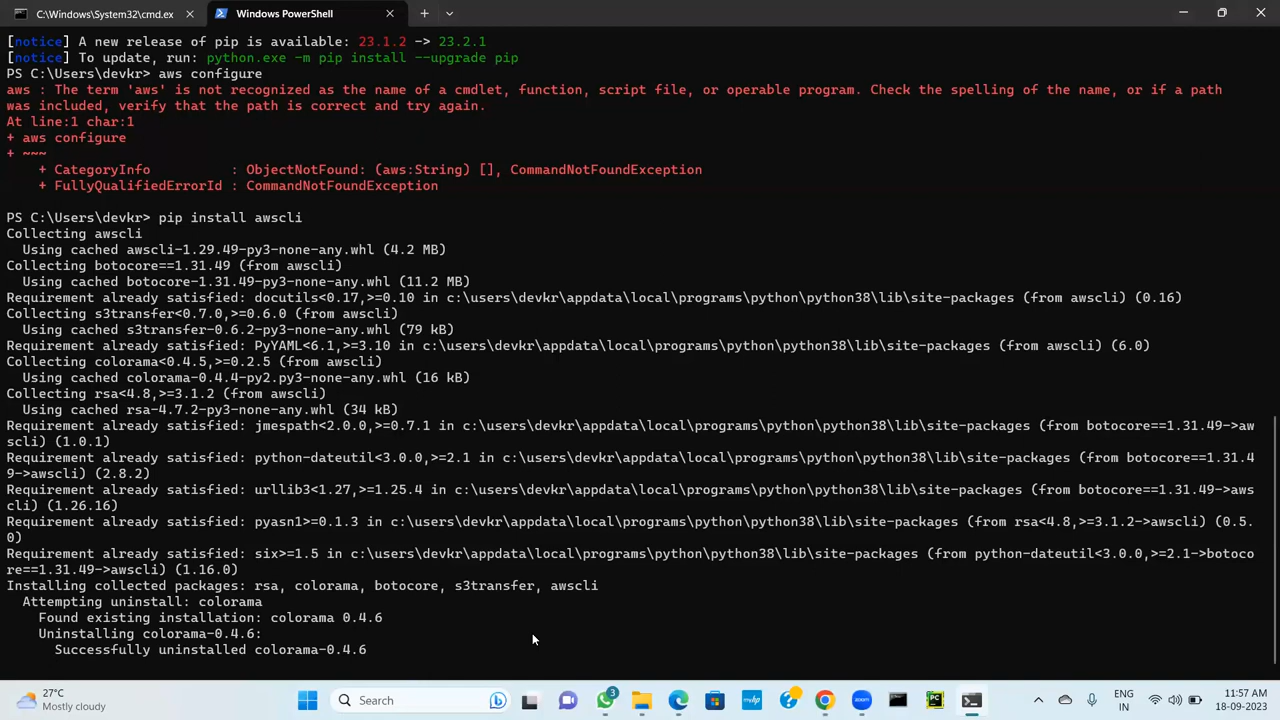 C:\Windows\System32\cmd.ex
Windows PowerShell
[notice] A new release of pip is available: 23.1.2 -> 23.2.1
[notice] To update, run: python.exe -m pip install --upgrade pip
PS C:\Users\devkr> aws configure
aws : The term 'aws' is not recognized as the name of a cmdlet, function, script file, or operable program. Check the spelling of the name, or if a path
was included, verify that the path is correct and try again.
At line:1 char:1
+ aws configure
+ ~~~
+ CategoryInfo : ObjectNotFound: (aws:String) [], CommandNotFoundException
+ FullyQualifiedErrorId : CommandNotFoundException
PS C:\Users\devkr> pip install awscli
Collecting awscli
Using cached awscli-1.29.49-py3-none-any.whl (4.2 MB)
Collecting botocore==1.31.49 (from awscli)
Using cached botocore-1.31.49-py3-none-any.whl (11.2 MB)
Requirement already satisfied: docutils<0.17,>=0.10 in c:\users\devkr\appdata\local\programs\python\python38\lib\site-packages (from awscli) (0.16)
Collecting s3transfer<0.7.0,>=0.6.0 (from awscli)
Using cached s3transfer-0.6.2-py3-none-any.whl (79 kB)
Requirement already satisfied: PyYAML<6.1,>=3.10 in c:\users\devkr\appdata\local\programs\python\python38\lib\site-packages (from awscli) (6.0)
Collecting colorama<0.4.5,>=0.2.5 (from awscli)
Using cached colorama-0.4.4-py2.py3-none-any.whl (16 kB)
Collecting rsa<4.8,>=3.1.2 (from awscli)
Using cached rsa-4.7.2-py3-none-any.whl (34 kB)
Requirement already satisfied: jmespath<2.0.0,>=0.7.1 in c:\users\devkr\appdata\local\programs\python\python38\lib\site-packages (from botocore==1.31.49->aw
scli) (1.0.1)
Requirement already satisfied: python-dateutil<3.0.0,>=2.1 in c:\users\devkr\appdata\local\programs\python\python38\lib\site-packages (from botocore==1.31.4
9->awscli) (2.8.2)
Requirement already satisfied: urllib3<1.27,>=1.25.4 in c:\users\devkr\appdata\local\programs\python\python38\lib\site-packages (from botocore==1.31.49->aws
cli) (1.26.16)
Requirement already satisfied: pyasn1>=0.1.3 in c:\users\devkr\appdata\local\programs\python\python38\lib\site-packages (from rsa<4.8,>=3.1.2->awscli) (0.5.
0)
Requirement already satisfied: six>=1.5 in c:\users\devkr\appdata\local\programs\python\python38\lib\site-packages (from python-dateutil<3.0.0,>=2.1->botoco
re==1.31.49->awscli) (1.16.0)
Installing collected packages: rsa, colorama, botocore, s3transfer, awscli
Attempting uninstall: colorama
Found existing installation: colorama 0.4.6
Uninstalling colorama-0.4.6:
Successfully uninstalled colorama-0.4.6
27°C
Mostly cloudy
Search
3
ENG
IN
11:57 AM
18-09-2023